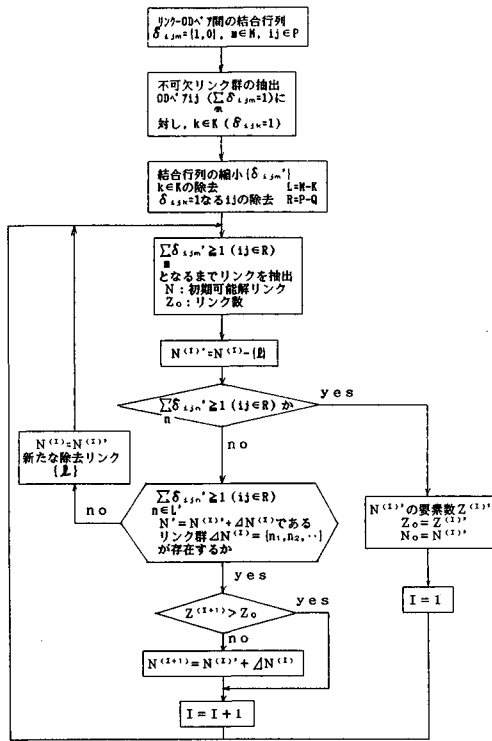 リンク-ODペア間の結合行列
δijm={1,0}, m∈M, ij∈P
不可欠リンク群の抽出
ODペアij (∑δijm=1)に
m
対し, k∈K (δijk=1)
結合行列の縮小{δijm'}
k∈Kの除去 L=M-K
δijk=1なるijの除去 R=P-Q
∑δijm'≧1 (ij∈R)
m
となるまでリンクを抽出
N:初期可能解リンク
Z₀:リンク数
N⁽ᴵ⁾'=N⁽ᴵ⁾-{ℓ}
∑δijn'≧1 (ij∈R) か
n
yes
no
N⁽ᴵ⁾=N⁽ᴵ⁾'
新たな除去リンク
{ℓ}
no
∑δijn'≧1 (ij∈R)
n∈L'
N'=N⁽ᴵ⁾'+ΔN⁽ᴵ⁾である
リンク群ΔN⁽ᴵ⁾={n₁,n₂,‥}
が存在するか
N⁽ᴵ⁾'の要素数Z⁽ᴵ⁾'
Z₀=Z⁽ᴵ⁾'
N₀=N⁽ᴵ⁾'
yes
I=1
Z⁽ᴵ⁺¹⁾>Z₀
yes
no
N⁽ᴵ⁺¹⁾=N⁽ᴵ⁾'+ΔN⁽ᴵ⁾
I=I+1